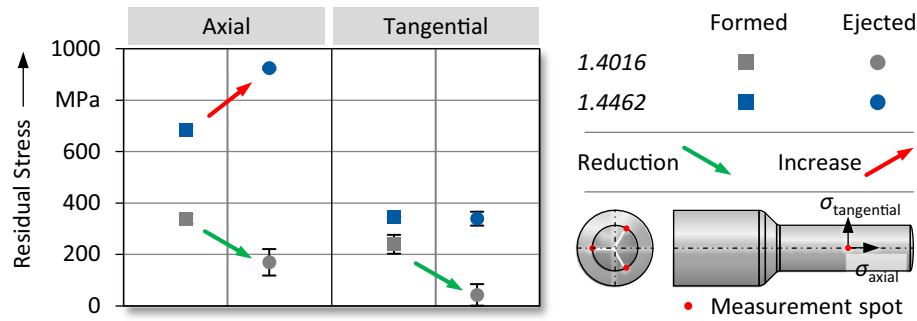 Axial Tangential
1000
MPa
600
400
200
0
Residual Stress
Formed Ejected
1.4016
1.4462
Reduction Increase
σtangential
σaxial
Measurement spot